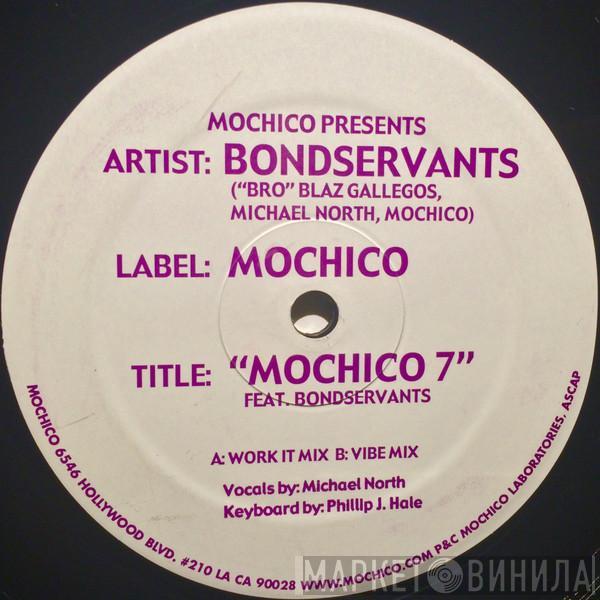 MOCHICO PRESENTS
ARTIST: BONDSERVANTS
("BRO" BLAZ GALLEGOS,
MICHAEL NORTH, MOCHICO)
LABEL: MOCHICO
TITLE: "MOCHICO 7"
FEAT. BONDSERVANTS
A: WORK IT MIX B: VIBE MIX
Vocals by: Michael North
Keyboard by: Phillip J. Hale
MOCHICO 6546 HOLLYWOOD BLVD. #210 LA CA 90028 WWW.MOCHICO.COM P&C MOCHICO LABORATORIES. ASCAP
МАРКЕТ ВИНИЛА